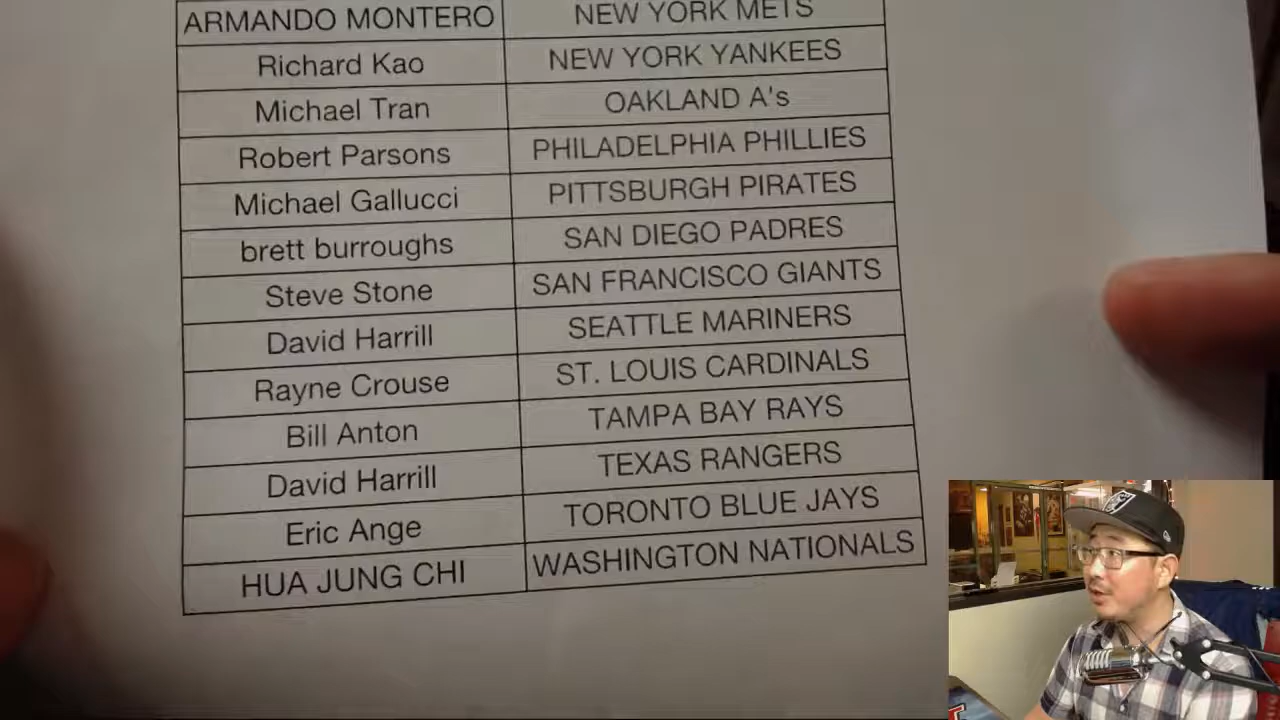 ARMANDO MONTERO NEW YORK METS
Richard Kao NEW YORK YANKEES
Michael Tran OAKLAND A's
Robert Parsons PHILADELPHIA PHILLIES
Michael Gallucci PITTSBURGH PIRATES
brett burroughs SAN DIEGO PADRES
Steve Stone SAN FRANCISCO GIANTS
David Harrill SEATTLE MARINERS
Rayne Crouse ST. LOUIS CARDINALS
Bill Anton TAMPA BAY RAYS
David Harrill TEXAS RANGERS
Eric Ange TORONTO BLUE JAYS
HUA JUNG CHI WASHINGTON NATIONALS